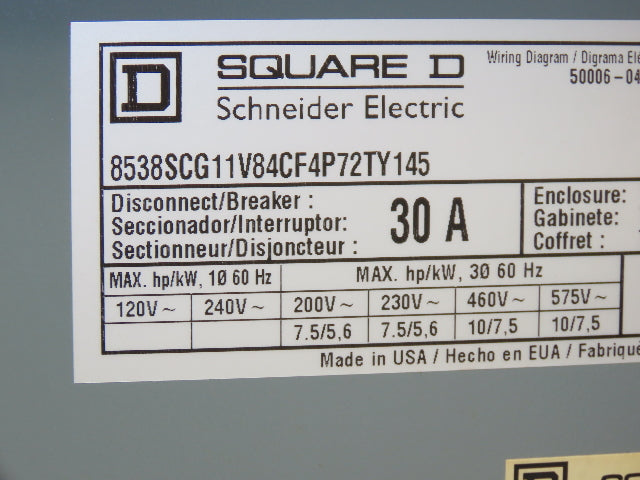 D SQUARE D
Schneider Electric
Wiring Diagram / Digrama Elé
50006-04
8538SCG11V84CF4P72TY145
Disconnect/Breaker :
Seccionador/Interruptor:
Sectionneur/Disjoncteur :
30 A
Enclosure:
Gabinete:
Coffret :
MAX. hp/kW, 1Ø 60 Hz MAX. hp/kW, 3Ø 60 Hz
120V~ 240V~ 200V~ 230V~ 460V~ 575V~
7.5/5,6 7.5/5,6 10/7,5 10/7,5
Made in USA / Hecho en EUA / Fabriqué
D